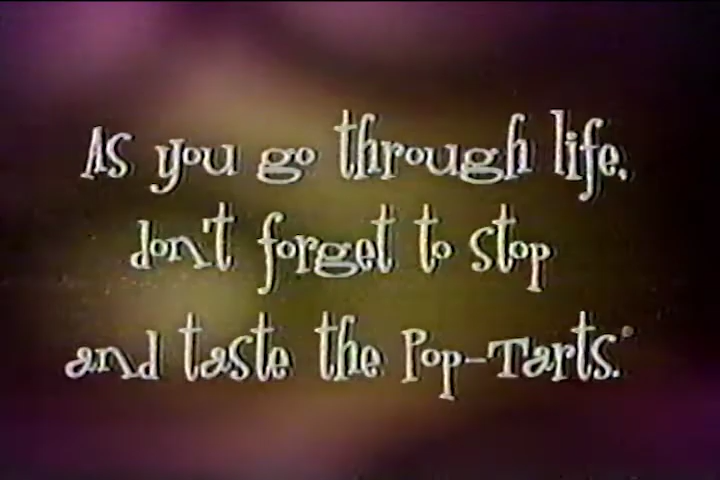 As you go through life,
don't forget to stop
and taste the Pop-Tarts.®